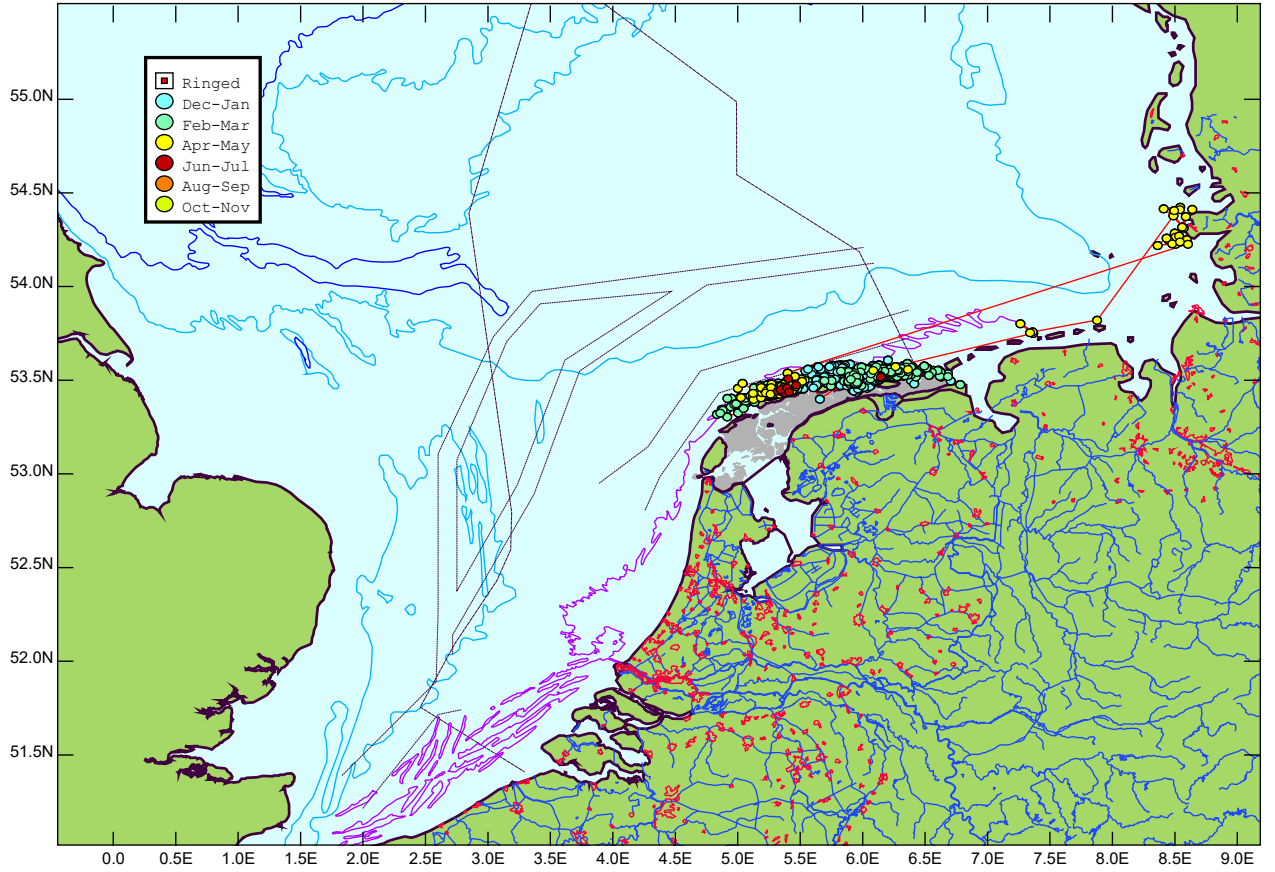 55.0N
54.5N
54.0N
53.5N
53.0N
52.5N
52.0N
51.5N
Ringed
Dec-Jan
Feb-Mar
Apr-May
Jun-Jul
Aug-Sep
Oct-Nov
0.0 0.5E 1.0E 1.5E 2.0E 2.5E 3.0E 3.5E 4.0E 4.5E 5.0E 5.5E 6.0E 6.5E 7.0E 7.5E 8.0E 8.5E 9.0E